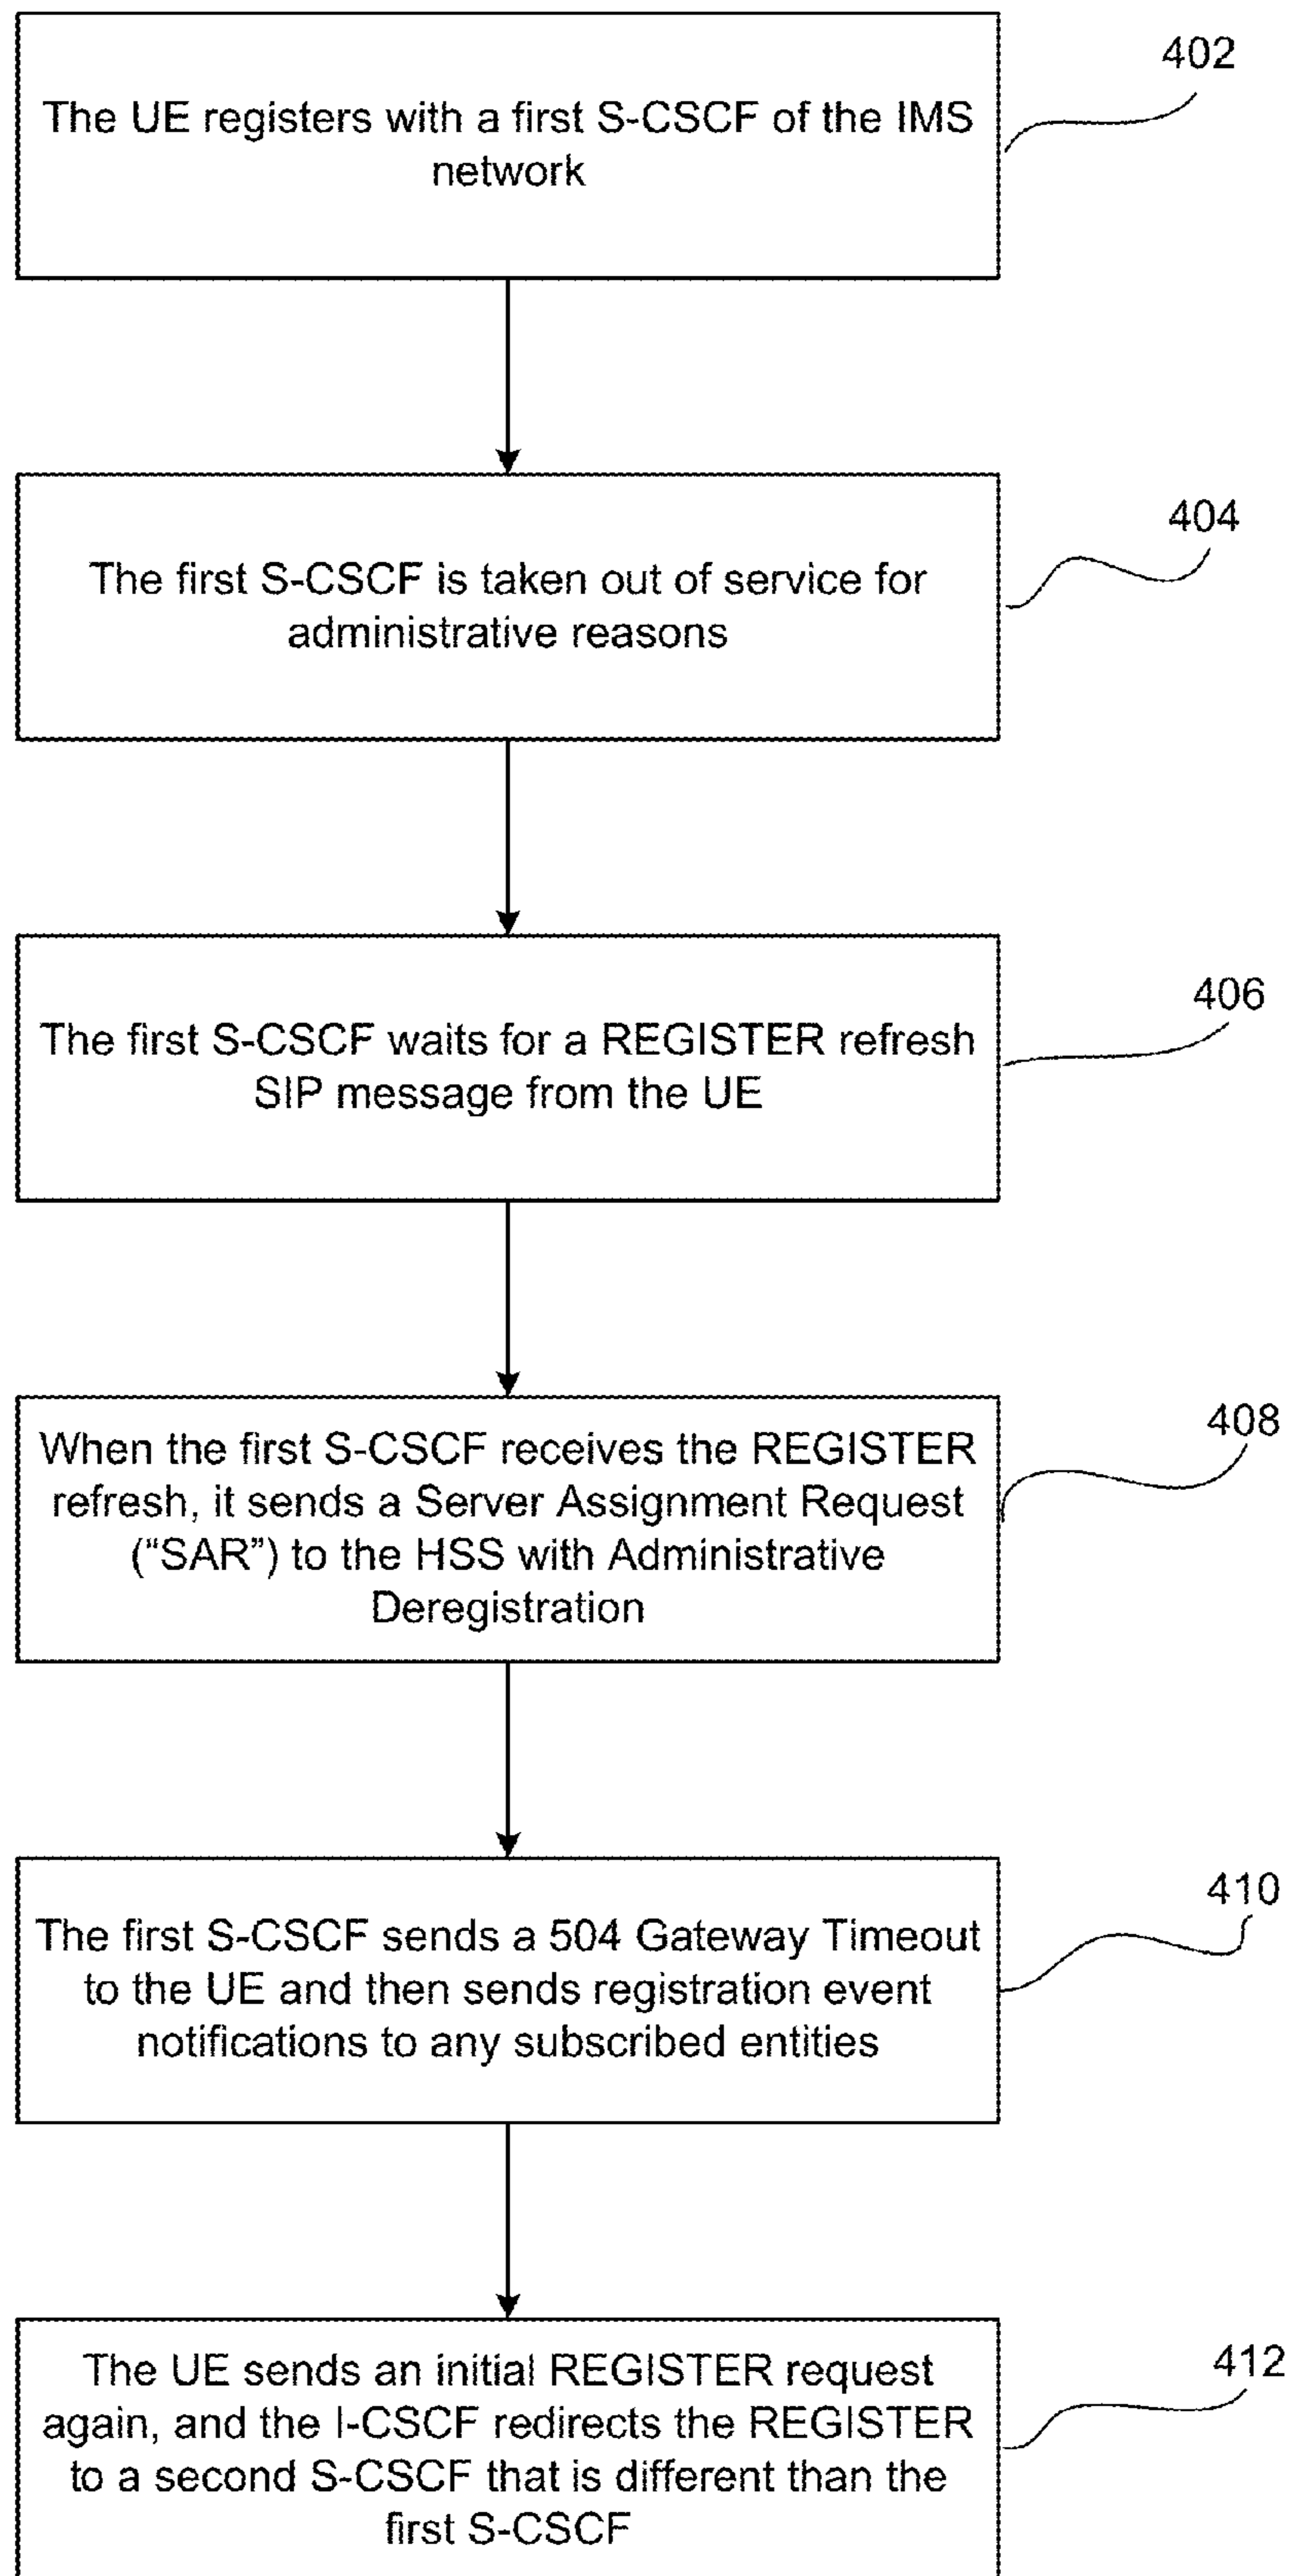 402
The UE registers with a first S-CSCF of the IMS
network
404
The first S-CSCF is taken out of service for
administrative reasons
406
The first S-CSCF waits for a REGISTER refresh
SIP message from the UE
408
When the first S-CSCF receives the REGISTER
refresh, it sends a Server Assignment Request
(“SAR”) to the HSS with Administrative
Deregistration
410
The first S-CSCF sends a 504 Gateway Timeout
to the UE and then sends registration event
notifications to any subscribed entities
412
The UE sends an initial REGISTER request
again, and the I-CSCF redirects the REGISTER
to a second S-CSCF that is different than the
first S-CSCF